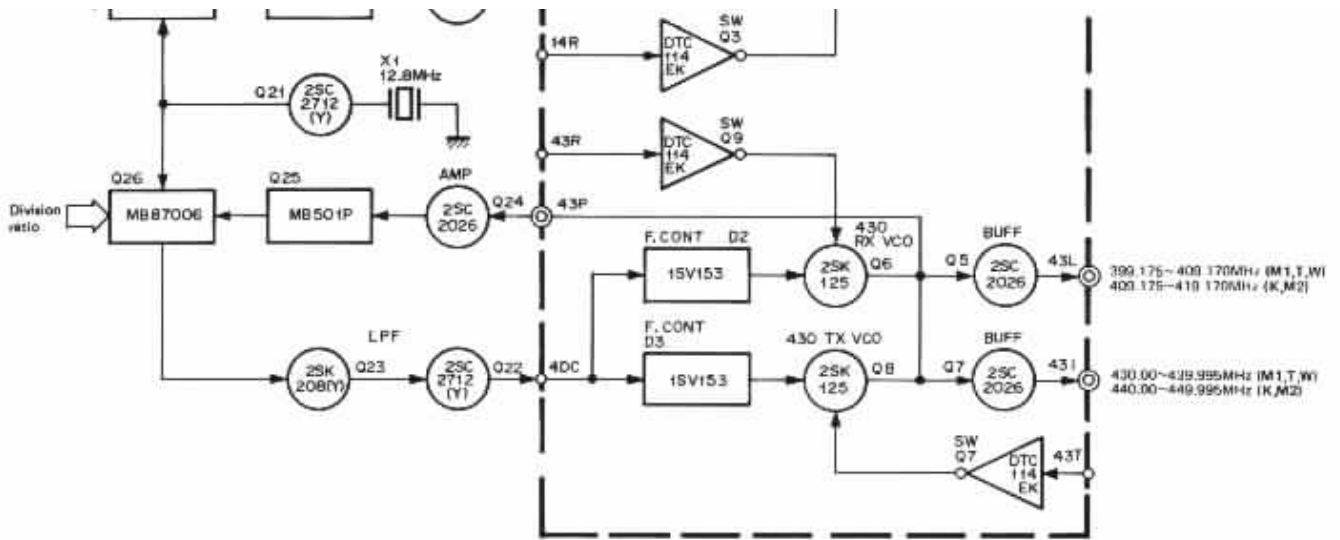 14R
DTC
114
EK
SW
Q3
X1
12.8MHz
Q21
2SC
2712
(Y)
43R
DTC
114
EK
SW
Q9
Q26
MB87006
Division
ratio
Q25
MB501P
AMP
2SC
2026
Q24
43P
F. CONT D2
1SV153
430
RX VCO
2SK
125
Q6
Q5
BUFF
2SC
2026
43L
399.175~409.170MHz (M1,T,W)
409.175~419.170MHz (K,M2)
LPF
2SK
208(Y)
Q23
2SC
2712
(Y)
Q22
4DC
F. CONT
D3
1SV153
430 TX VCO
2SK
125
Q8
Q7
BUFF
2SC
2026
43I
430.00~439.995MHz (M1,T,W)
440.00~449.995MHz (K,M2)
SW
Q7
DTC
114
EK
43T